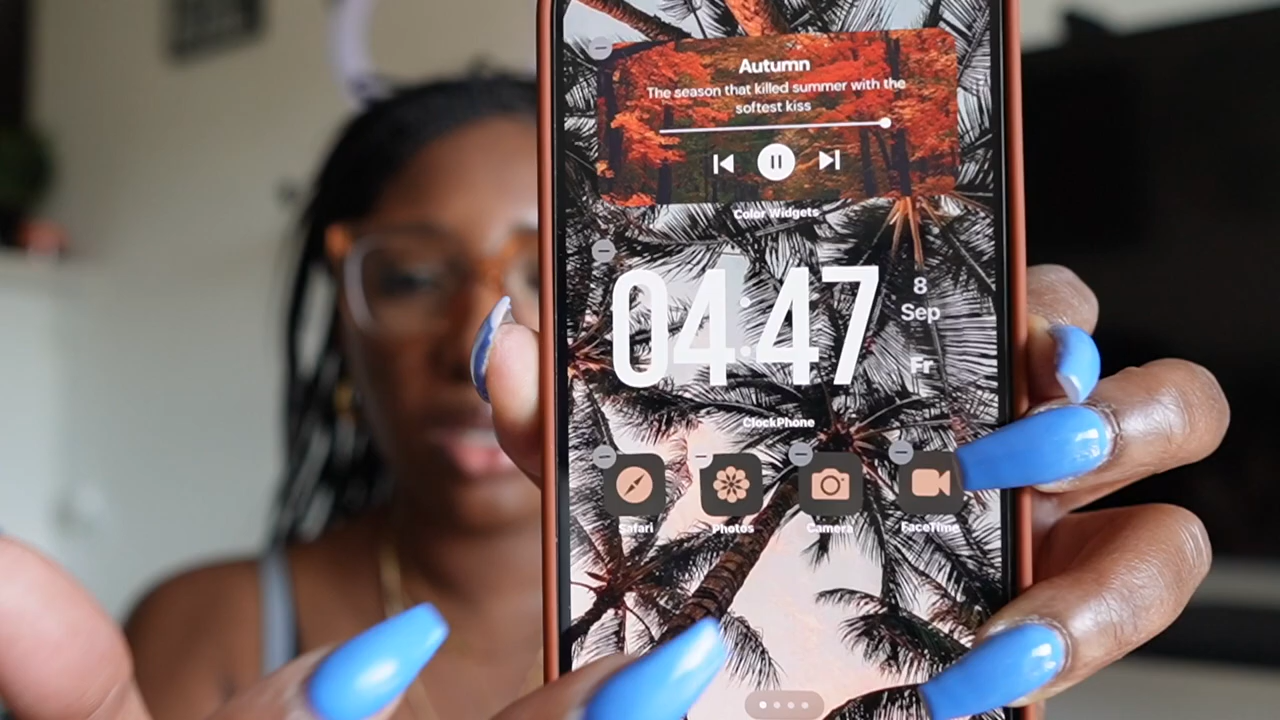 Autumn
The season that killed summer with the
softest kiss
Color Widgets
04:47
8
Sep
Fr
ClockPhone
Safari Photos Camera FaceTime